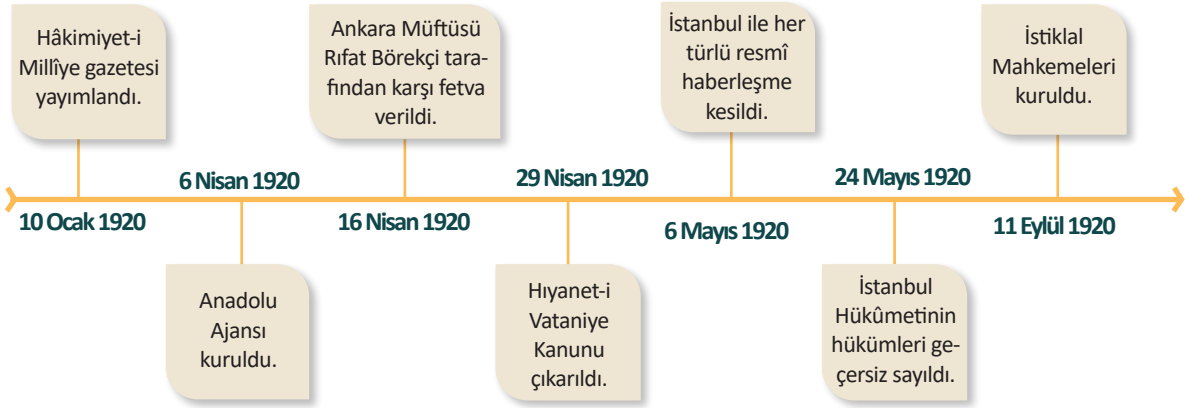 Hâkimiyet-i
Millîye gazetesi
yayımlandı.
10 Ocak 1920
6 Nisan 1920
Anadolu
Ajansı
kuruldu.
Ankara Müftüsü
Rıfat Börekçi tara-
fından karşı fetva
verildi.
16 Nisan 1920
29 Nisan 1920
Hıyanet-i
Vataniye
Kanunu
çıkarıldı.
İstanbul ile her
türlü resmî
haberleşme
kesildi.
6 Mayıs 1920
24 Mayıs 1920
İstanbul
Hükûmetinin
hükümleri ge-
çersiz sayıldı.
İstiklal
Mahkemeleri
kuruldu.
11 Eylül 1920